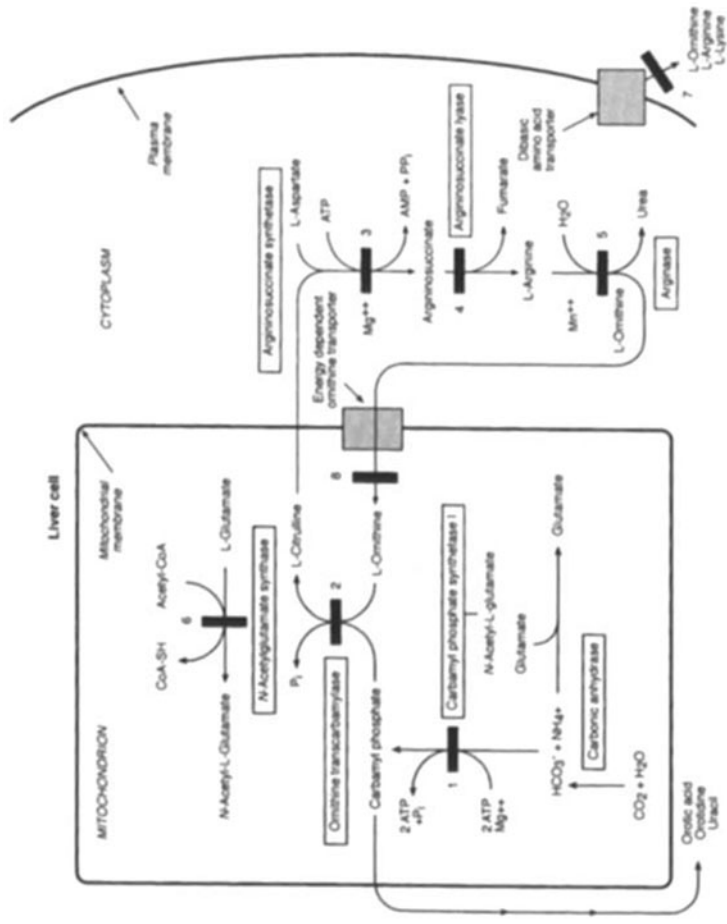 Liver cell
MITOCHONDRION
Mitochondrial
membrane
CYTOPLASM
Plasma
membrane
CoA-SH
Acetyl-CoA
6
N-Acetyl-L-Glutamate
L-Glutamate
N-Acetylglutamate synthase
Argininosuccinate synthetase
Pi
L-Citrulline
L-Aspartate
ATP
2
Ornithine transcarbamylase
Energy dependent
ornithine transporter
Mg++
3
AMP + PPi
Carbamyl phosphate
L-Ornithine
8
Argininosuccinate
Argininosuccinate lyase
4
Fumarate
2 ATP
+Pi
1
2 ATP
Mg++
Carbamyl phosphate synthetase I
N-Acetyl-L-glutamate
Glutamate
L-Arginine
Dibasic
amino acid
transporter
HCO3- + NH4+
Glutamate
Carbonic anhydrase
Mn++
H2O
5
L-Ornithine
Urea
Arginase
7
L-Ornithine
L-Arginine
L-Lysine
CO2 + H2O
Orotic acid
Orotidine
Uracil